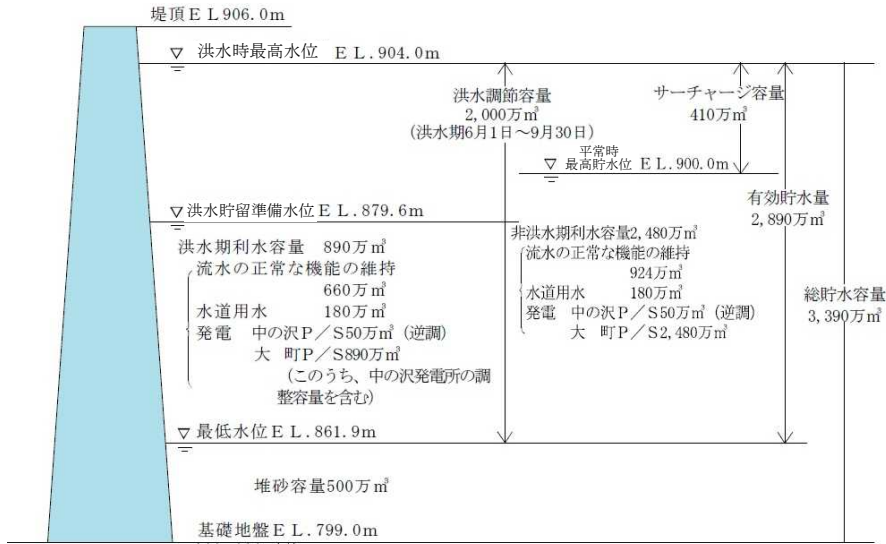 堤頂ＥＬ906.0m
洪水時最高水位　ＥＬ.904.0m
洪水調節容量
2,000万㎥
(洪水期6月1日～9月30日)
サーチャージ容量
410万㎥
平常時
最高貯水位 ＥＬ.900.0m
有効貯水量
2,890万㎥
洪水貯留準備水位ＥＬ.879.6m
洪水期利水容量　890万㎥
流水の正常な機能の維持
660万㎥
水道用水　180万㎥
発電　中の沢Ｐ／Ｓ50万㎥（逆調）
大　町Ｐ／Ｓ890万㎥
（このうち、中の沢発電所の調
整容量を含む）
非洪水期利水容量2,480万㎥
流水の正常な機能の維持
924万㎥
水道用水　180万㎥
発電　中の沢Ｐ／Ｓ50万㎥（逆調）
大　町Ｐ／Ｓ2,480万㎥
総貯水容量
3,390万㎥
最低水位ＥＬ.861.9m
堆砂容量500万㎥
基礎地盤ＥＬ.799.0m